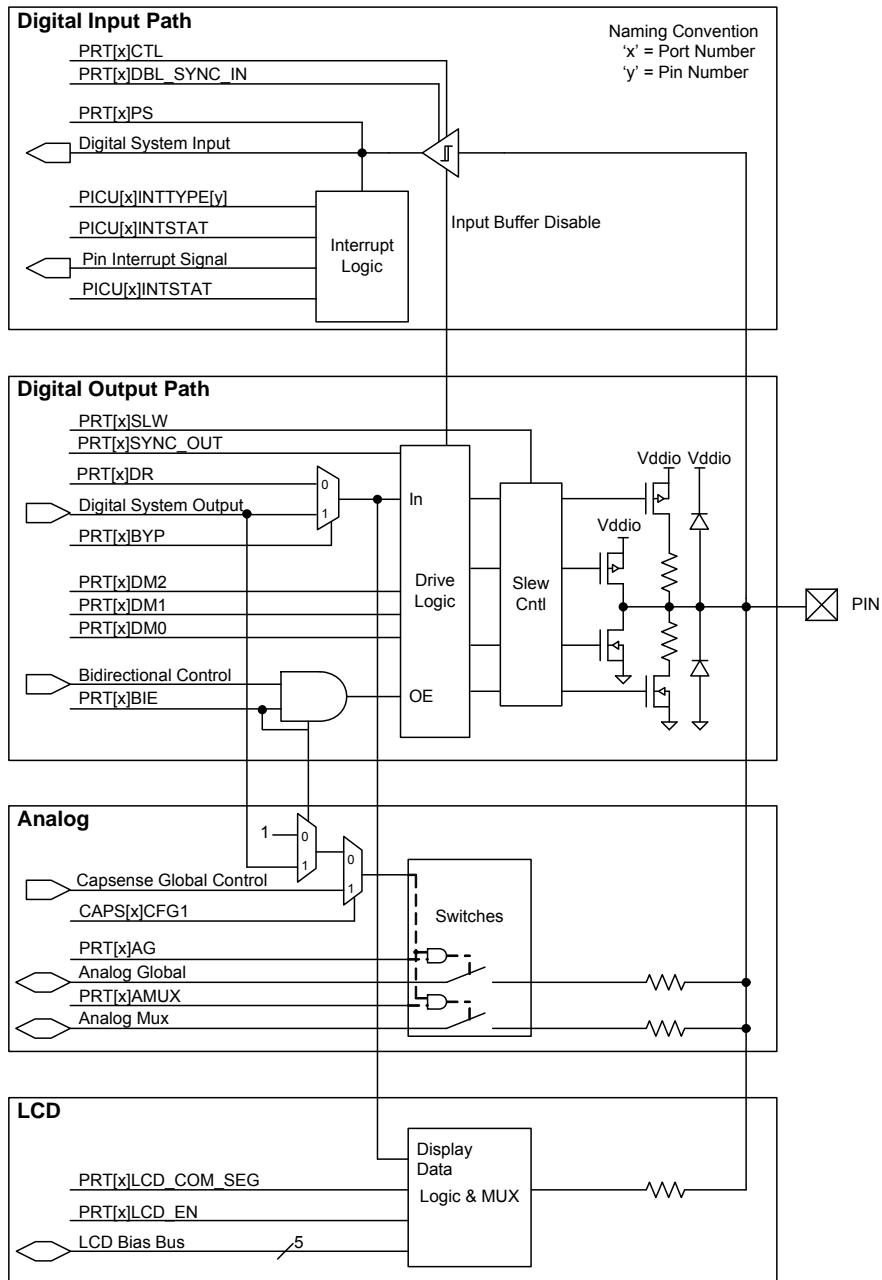 Digital Input Path
Naming Convention
'x' = Port Number
'y' = Pin Number
PRT[x]CTL
PRT[x]DBL_SYNC_IN
PRT[x]PS
Digital System Input
PICU[x]INTTYPE[y]
PICU[x]INTSTAT
Pin Interrupt Signal
PICU[x]INTSTAT
Interrupt
Logic
Input Buffer Disable
Digital Output Path
PRT[x]SLW
PRT[x]SYNC_OUT
PRT[x]DR
Digital System Output
PRT[x]BYP
0
1
PRT[x]DM2
PRT[x]DM1
PRT[x]DM0
Bidirectional Control
PRT[x]BIE
In
Drive
Logic
OE
Slew
Cntl
Vddio
Vddio
Vddio
PIN
Analog
1
0
1
0
1
Capsense Global Control
CAPS[x]CFG1
Switches
PRT[x]AG
Analog Global
PRT[x]AMUX
Analog Mux
LCD
Display
Data
Logic & MUX
PRT[x]LCD_COM_SEG
PRT[x]LCD_EN
LCD Bias Bus
5